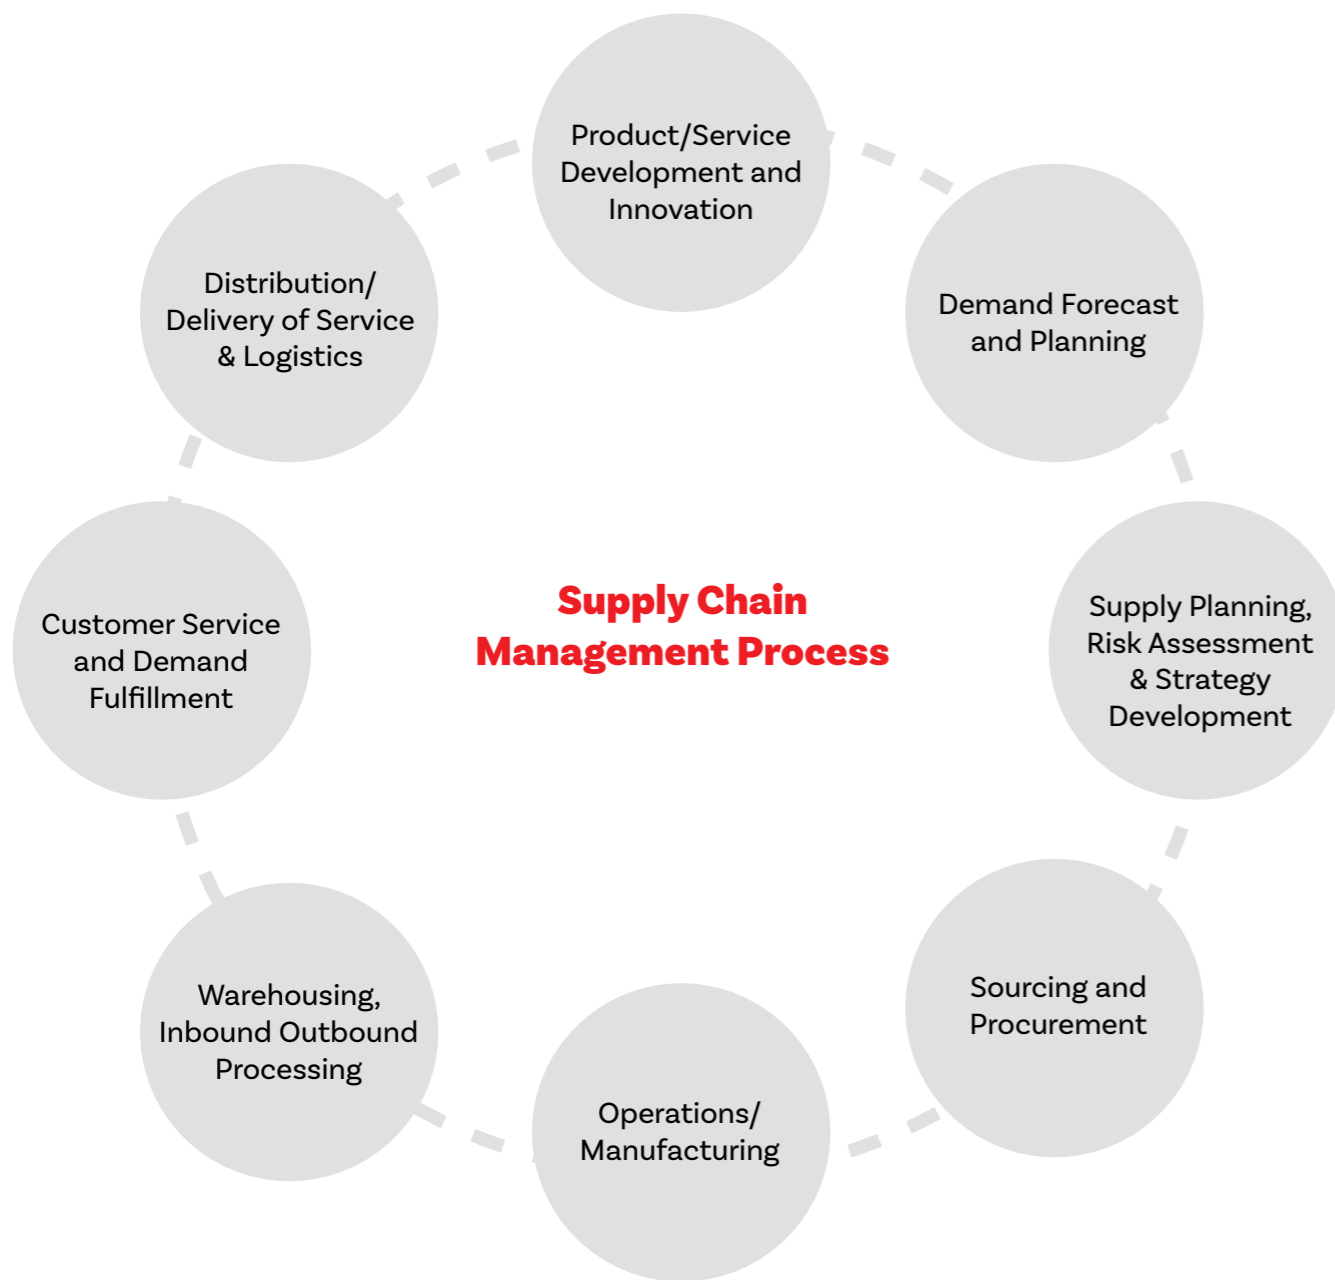 Product/Service
Development and
Innovation
Demand Forecast
and Planning
Supply Planning,
Risk Assessment
& Strategy
Development
Sourcing and
Procurement
Operations/
Manufacturing
Warehousing,
Inbound Outbound
Processing
Customer Service
and Demand
Fulfillment
Distribution/
Delivery of Service
& Logistics
Supply Chain
Management Process